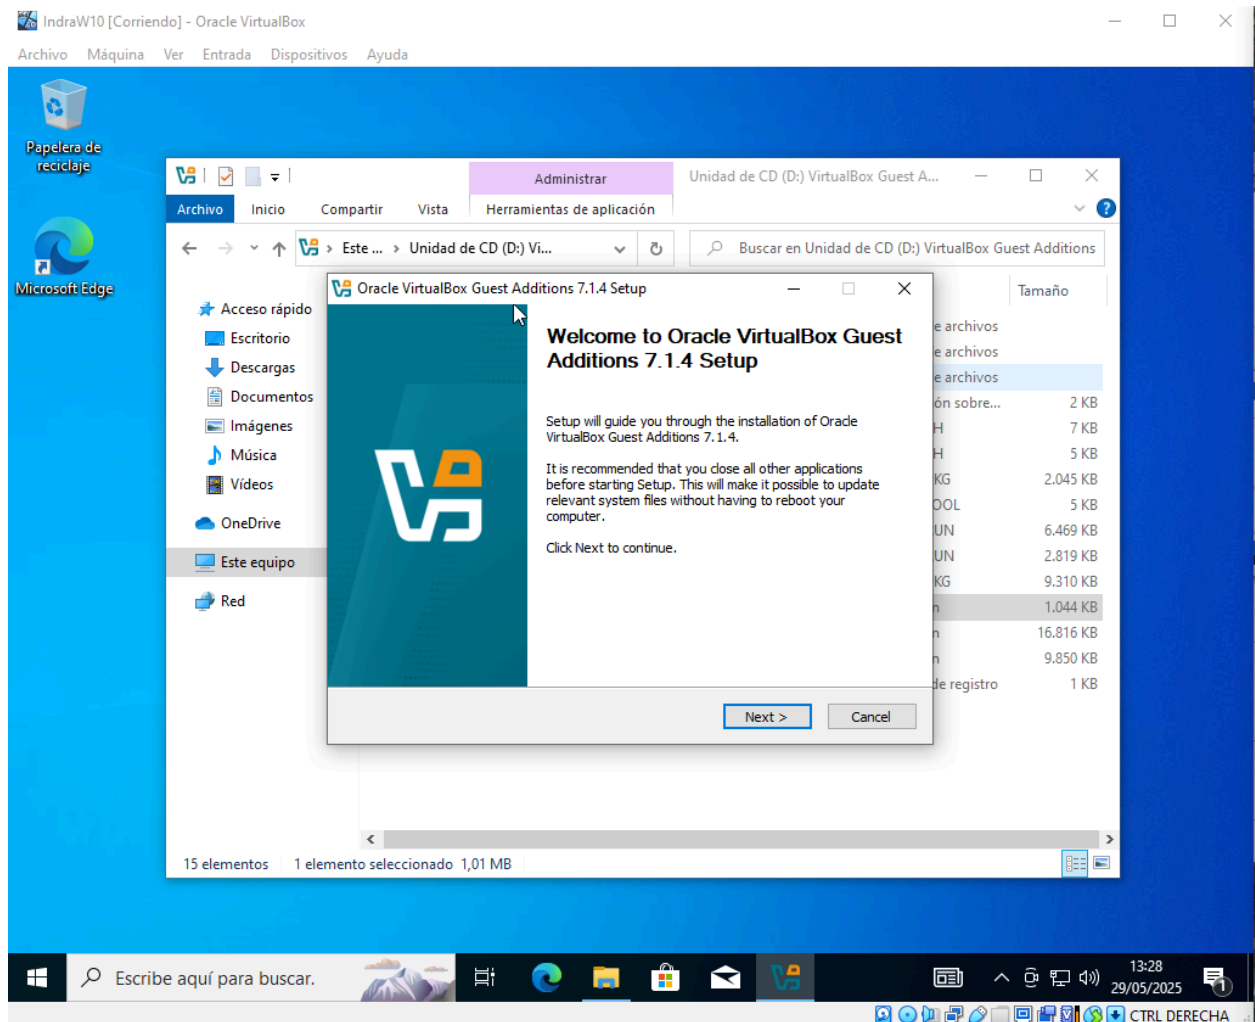 IndraW10 [Corriendo] - Oracle VirtualBox
Archivo Máquina Ver Entrada Dispositivos Ayuda
Papelera de
reciclaje
Microsoft Edge
Administrar
Unidad de CD (D:) VirtualBox Guest A...
Archivo Inicio Compartir Vista Herramientas de aplicación
Este ... > Unidad de CD (D:) Vi...
Buscar en Unidad de CD (D:) VirtualBox Guest Additions
Tamaño
Acceso rápido
Escritorio
Descargas
Documentos
Imágenes
Música
Vídeos
OneDrive
Este equipo
Red
Oracle VirtualBox Guest Additions 7.1.4 Setup
Welcome to Oracle VirtualBox Guest
Additions 7.1.4 Setup
Setup will guide you through the installation of Oracle
VirtualBox Guest Additions 7.1.4.
It is recommended that you close all other applications
before starting Setup. This will make it possible to update
relevant system files without having to reboot your
computer.
Click Next to continue.
Next > Cancel
e archivos
e archivos
e archivos
ón sobre... 2 KB
H 7 KB
H 5 KB
KG 2.045 KB
OOL 5 KB
UN 6.469 KB
UN 2.819 KB
KG 9.310 KB
n 1.044 KB
n 16.816 KB
n 9.850 KB
de registro 1 KB
15 elementos 1 elemento seleccionado 1,01 MB
Escribe aquí para buscar.
13:28
29/05/2025
1
CTRL DERECHA